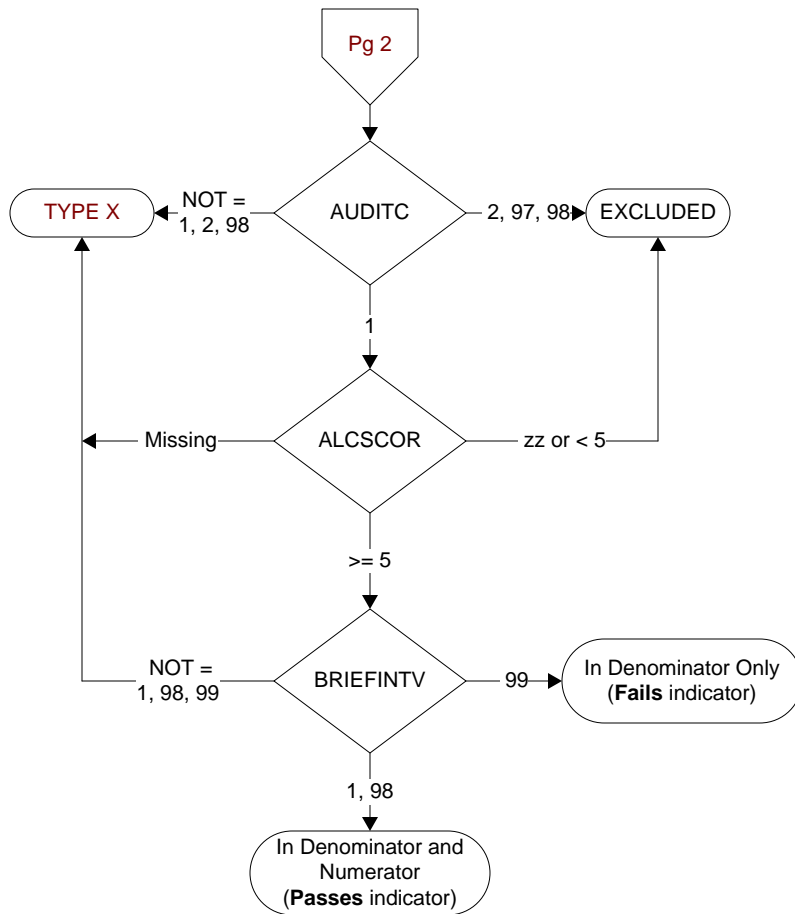 Pg 2
NOT =
1, 2, 98
TYPE X
AUDITC
2, 97, 98
EXCLUDED
1
Missing
ALCSCOR
zz or < 5
>= 5
NOT =
1, 98, 99
BRIEFINTV
99
In Denominator Only
(Fails indicator)
1, 98
In Denominator and
Numerator
(Passes indicator)